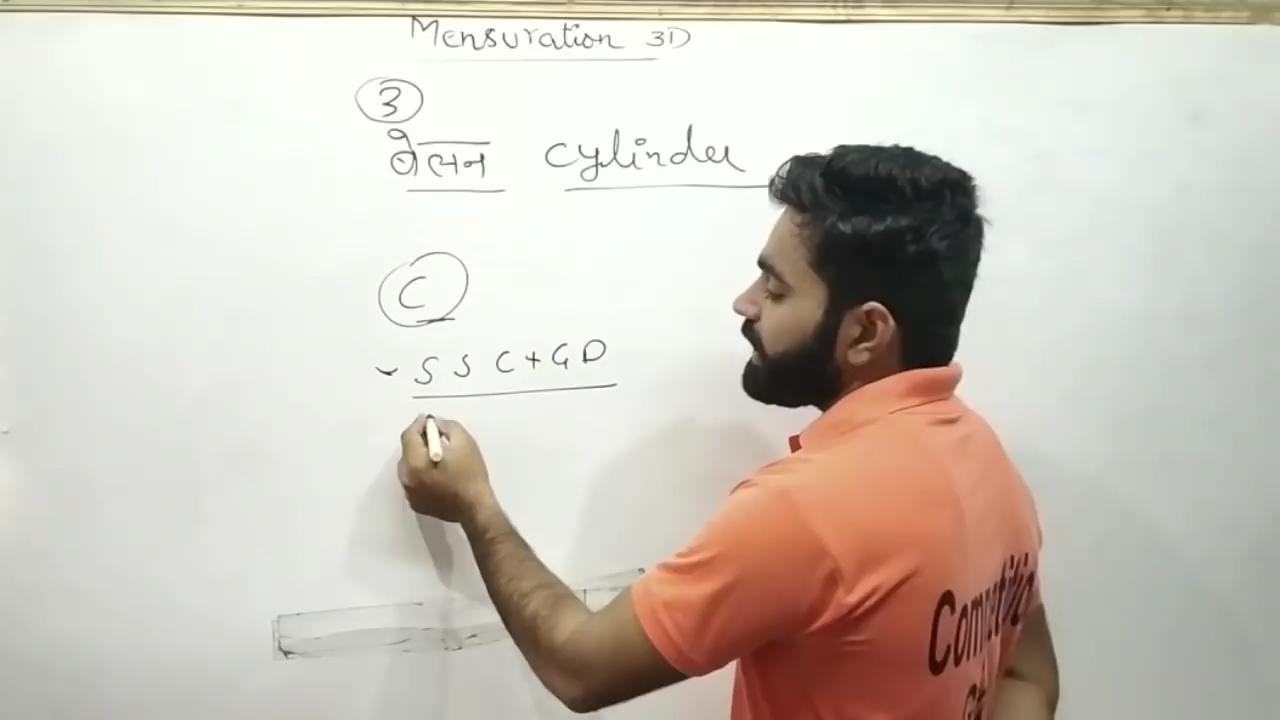 Mensuration 3D
3
बेलन cylinder
C
SSC+GD